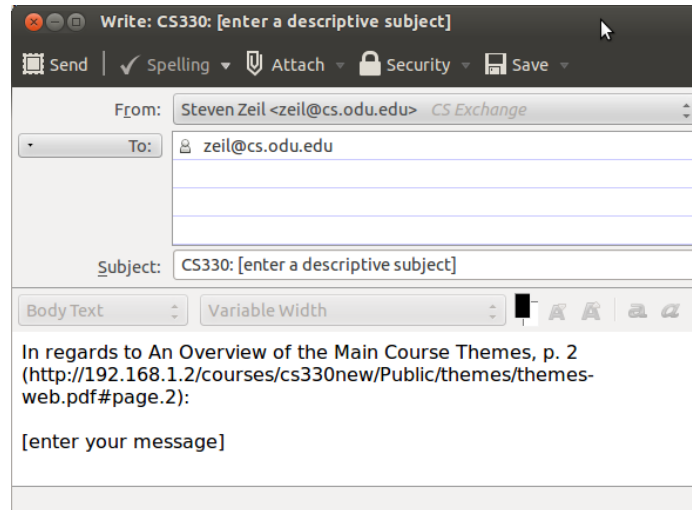 Write: CS330: [enter a descriptive subject]
Send Spelling Attach Security Save
From: Steven Zeil <zeil@cs.odu.edu> CS Exchange
To: zeil@cs.odu.edu
Subject: CS330: [enter a descriptive subject]
Body Text Variable Width A A a a
In regards to An Overview of the Main Course Themes, p. 2
(http://192.168.1.2/courses/cs330new/Public/themes/themes-
web.pdf#page.2):
[enter your message]